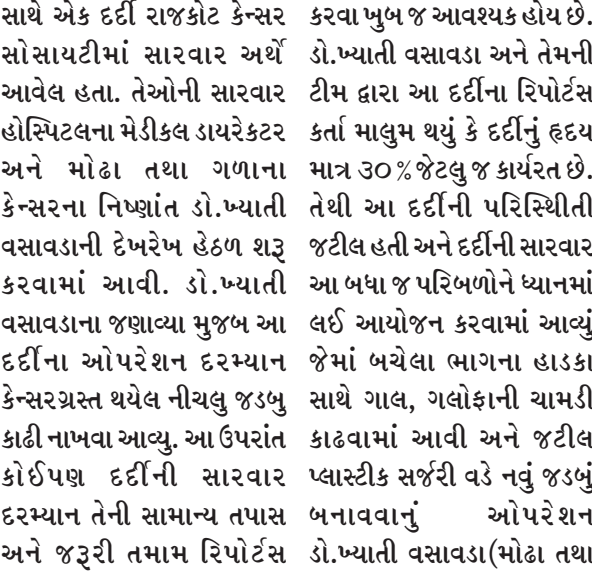 સાથે એક દર્દી રાજકોટ કેન્સર
સોસાયટીમાં સારવાર અર્થે
આવેલ હતા. તેઓની સારવાર
હોસ્પિટલના મેડીકલ ડાયરેકટર
અને મોઢા તથા ગળાના
કેન્સરના નિષ્ણાંત ડો.ખ્યાતી
વસાવડાની દેખરેખ હેઠળ શરૂ
કરવામાં આવી. ડો.ખ્યાતી
વસાવડાના જણાવ્યા મુજબ આ
દર્દીના ઓપરેશન દરમ્યાન
કેન્સરગ્રસ્ત થયેલ નીચલુ જડબુ
કાઢી નાખવા આવ્યુ. આ ઉપરાંત
કોઈપણ દર્દીની સારવાર
દરમ્યાન તેની સામાન્ય તપાસ
અને જરૂરી તમામ રિપોર્ટસ
કરવા ખુબ જ આવશ્યક હોય છે.
ડો.ખ્યાતી વસાવડા અને તેમની
ટીમ દ્વારા આ દર્દીના રિપોર્ટસ
કર્તા માલુમ થયું કે દર્દીનું હૃદય
માત્ર ૩૦%જેટલુ જ કાર્યરત છે.
તેથી આ દર્દીની પરિસ્થિીતી
જટીલ હતી અને દર્દીની સારવાર
આ બધા જ પરિબળોને ધ્યાનમાં
લઈ આયોજન કરવામાં આવ્યું
જેમાં બચેલા ભાગના હાડકા
સાથે ગાલ, ગલોફાની ચામડી
કાઢવામાં આવી અને જટીલ
પ્લાસ્ટીક સર્જરી વડે નવું જડબું
બનાવવાનું ઓપરેશન
ડો.ખ્યાતી વસાવડા(મોઢા તથા